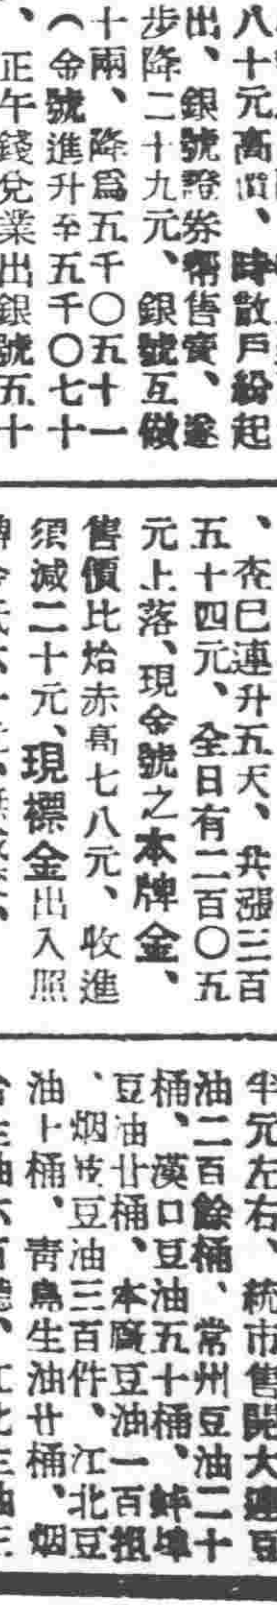 八十元高價、時散戶紛起
出、銀號證券幫售賣、遂
步降二十九元、銀號互做
十兩、降爲五千〇五十一
（金號進升至五千〇七十
、正午錢兌業出銀號五十
、查已連升五天、共漲三百
五十四元、全日有二百〇五
元上落、現金號之本牌金、
售價比烚赤高七八元、收進
須減二十元、現標金出入照
半元左右、統市售開大連豆
油二百餘桶、常州豆油二十
桶、漢口豆油五十桶、蚌埠
豆油廿桶、本廠豆油一百担
、烟岐豆油三百件、江北豆
油卜桶、青島生油廿桶、烟